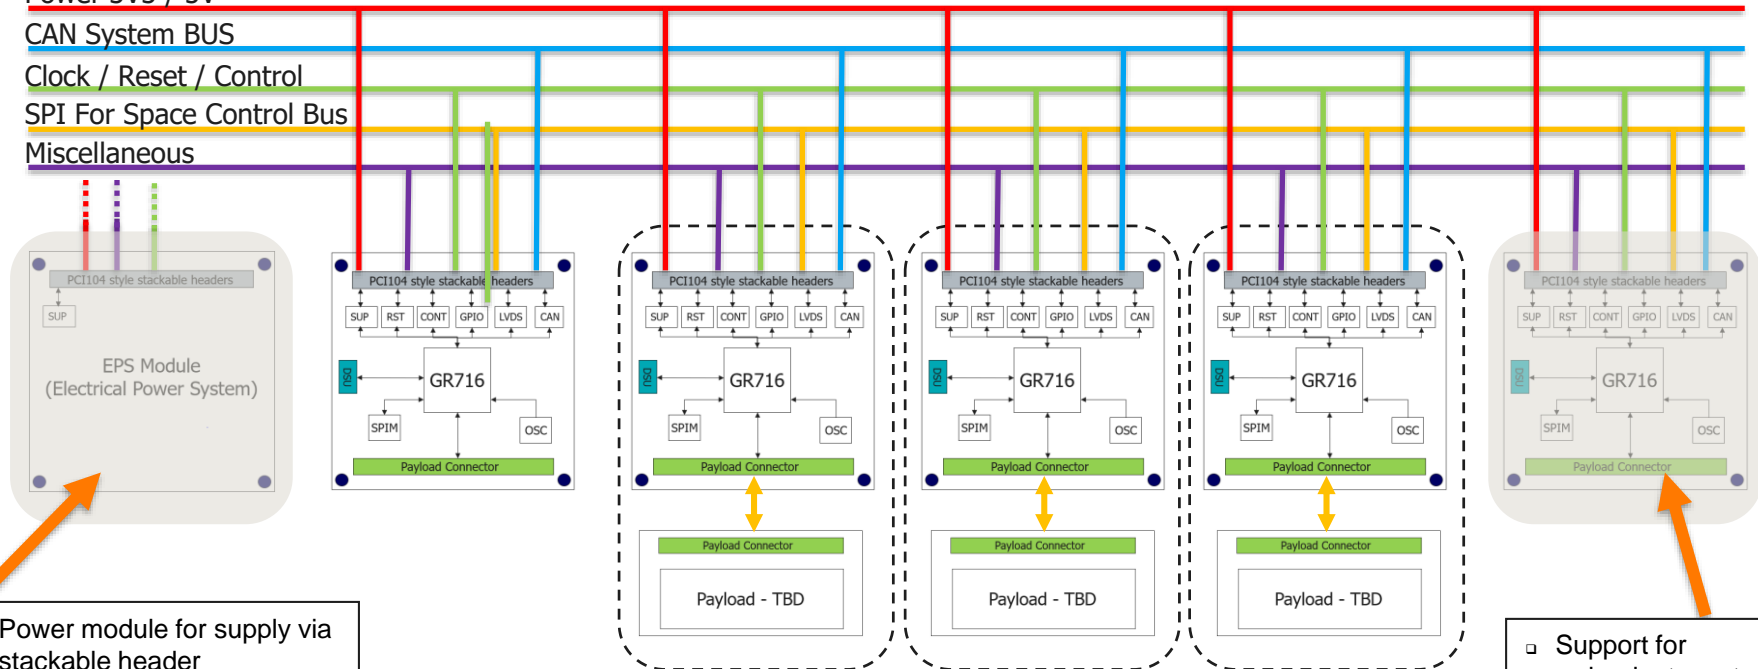 Power 3V3 / 5V
CAN System BUS
Clock / Reset / Control
SPI For Space Control Bus
Miscellaneous
PCI104 style stackable headers
SUP
EPS Module
(Electrical Power System)
PCI104 style stackable headers
SUP RST CONT GPIO LVDS CAN
DSU
GR716
SPIM
OSC
Payload Connector
PCI104 style stackable headers
SUP RST CONT GPIO LVDS CAN
DSU
GR716
SPIM
OSC
Payload Connector
Payload Connector
Payload - TBD
PCI104 style stackable headers
SUP RST CONT GPIO LVDS CAN
DSU
GR716
SPIM
OSC
Payload Connector
Payload Connector
Payload - TBD
PCI104 style stackable headers
SUP RST CONT GPIO LVDS CAN
DSU
GR716
SPIM
OSC
Payload Connector
Payload Connector
Payload - TBD
PCI104 style stackable headers
SUP RST CONT GPIO LVDS CAN
DSU
GR716
SPIM
OSC
Payload Connector
Power module for supply via
stackable header
Support for